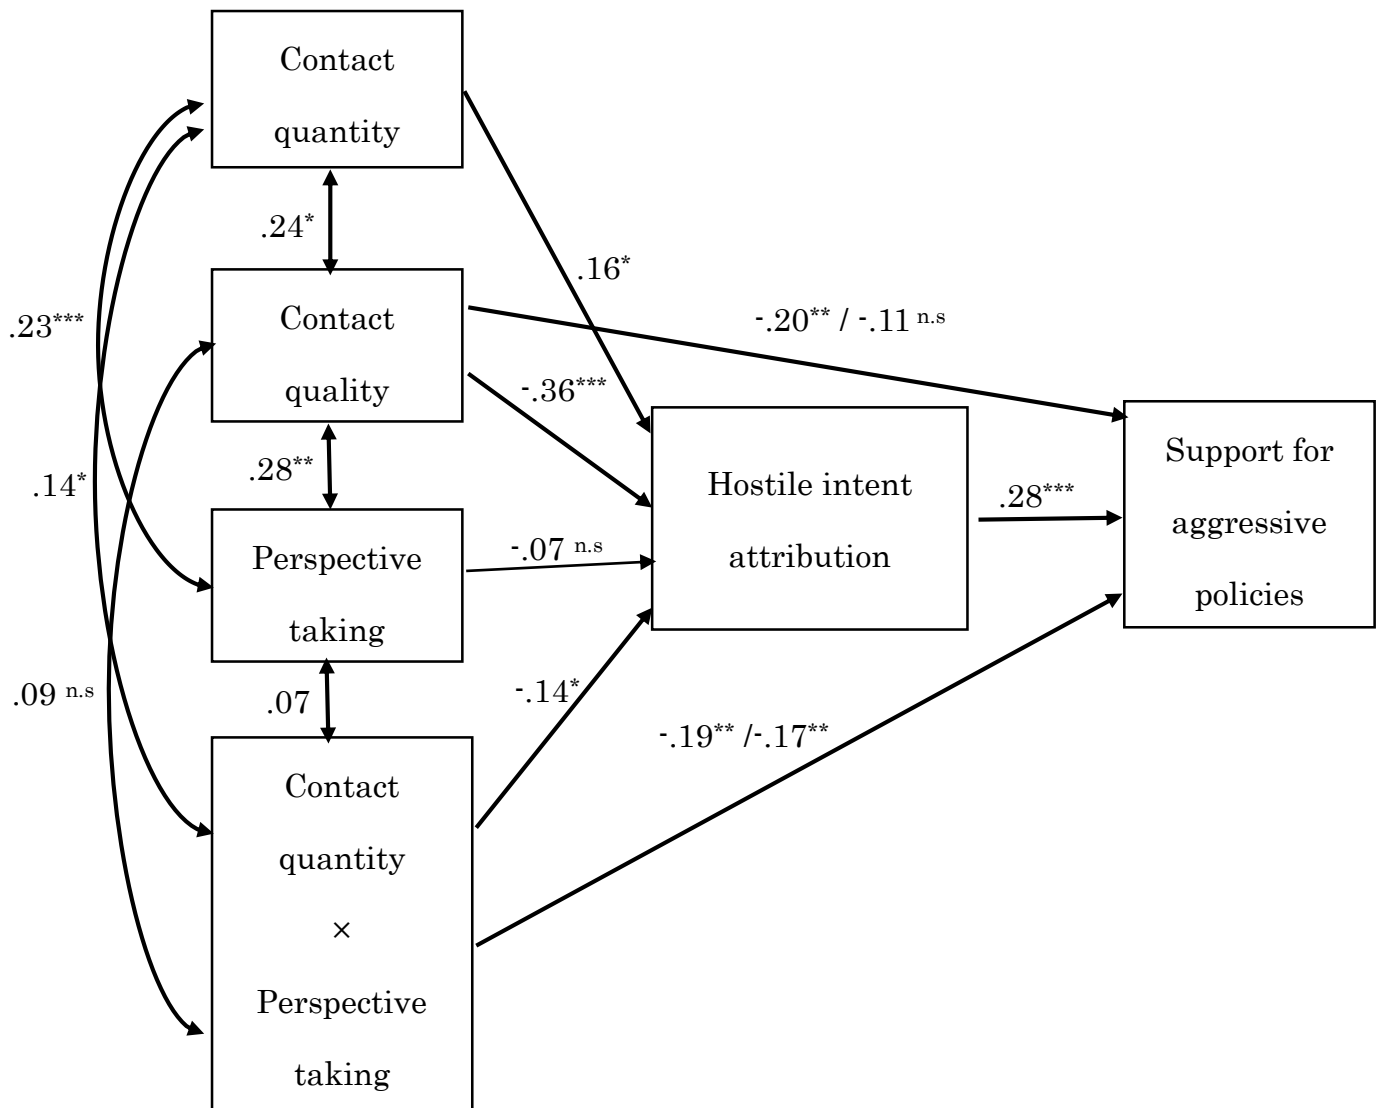 Contact
quantity
.24*
.16*
.23***
Contact
quality
-.20** / -.11 n.s
-.36***
.28**
.14*
Perspective
taking
-.07 n.s
Hostile intent
attribution
.28***
Support for
aggressive
policies
.09 n.s
.07
-.14*
-.19** /-.17**
Contact
quantity
×
Perspective
taking